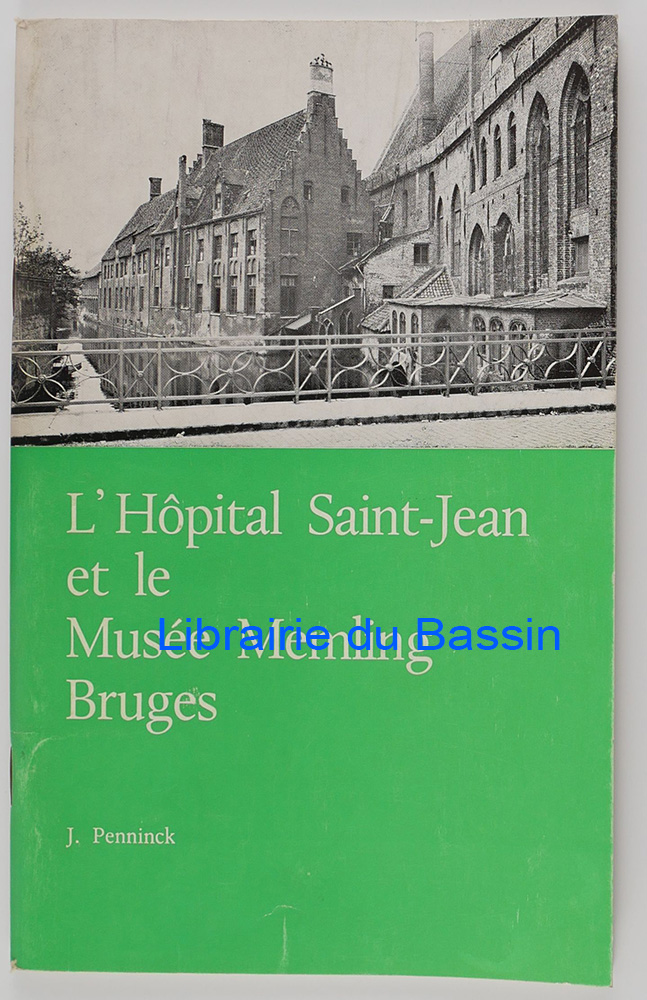 L'Hôpital Saint-Jean
et le
Musée Memling
Librairie du Bassin
Bruges
J. Penninck